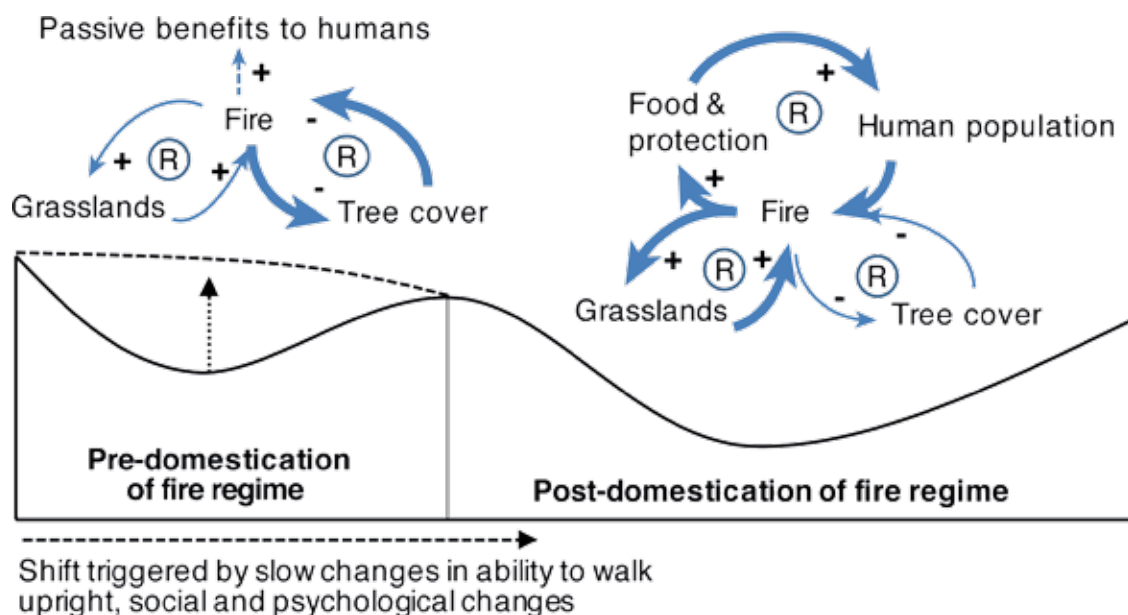 Passive benefits to humans
+
Fire
-
+
R
+
R
-
Grasslands
Tree cover
+
Food &
protection
R
Human population
+
Fire
-
+
R
+
R
-
Grasslands
Tree cover
Pre-domestication
of fire regime
Post-domestication of fire regime
Shift triggered by slow changes in ability to walk
upright, social and psychological changes